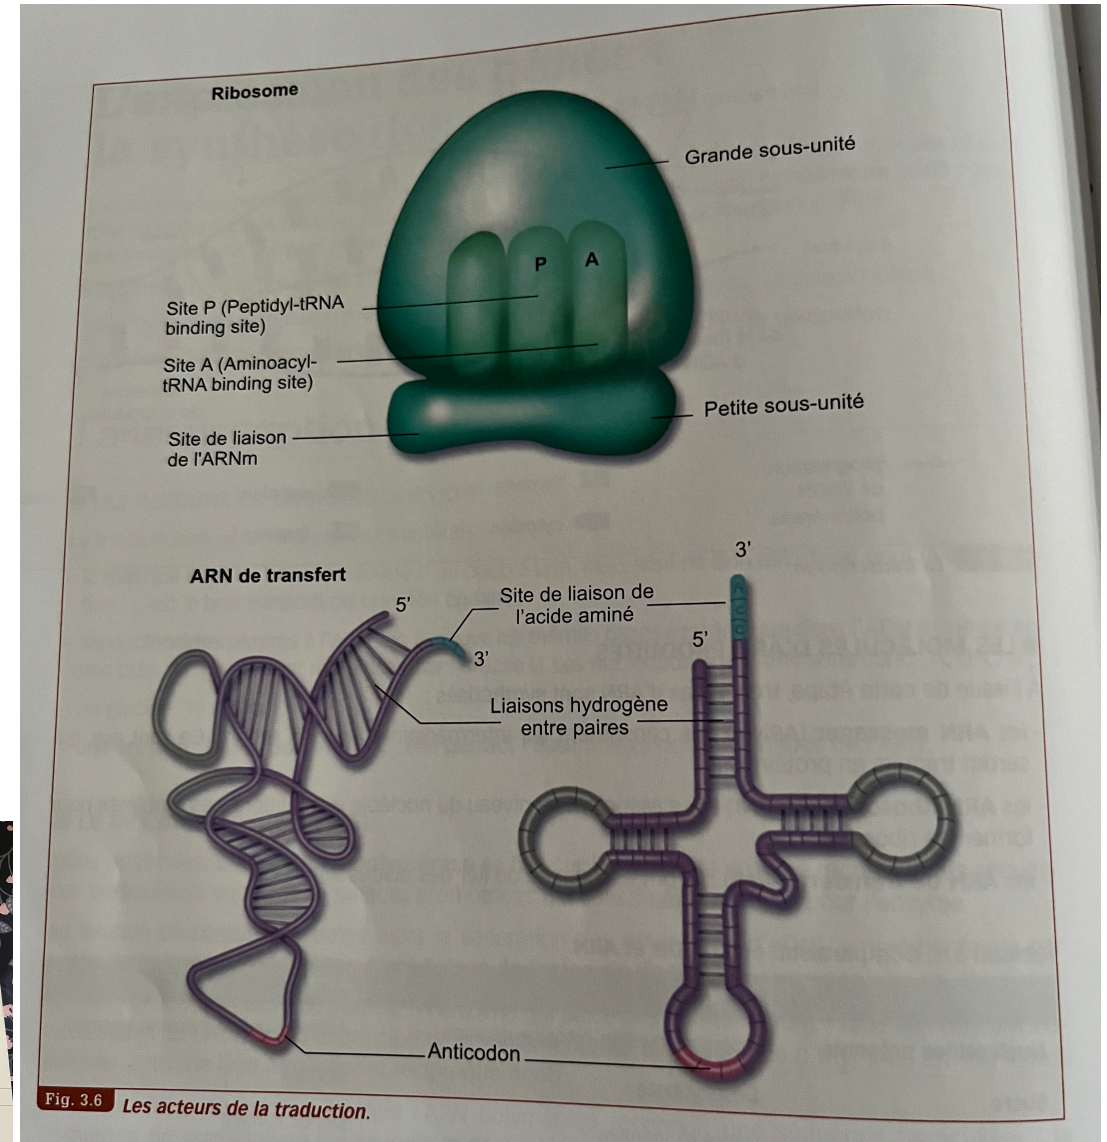 Ribosome
Grande sous-unité
P
A
Site P (Peptidyl-tRNA
binding site)
Site A (Aminoacyl-
tRNA binding site)
Petite sous-unité
Site de liaison
de l'ARNm
ARN de transfert
3'
5'
Site de liaison de
l'acide aminé
3'
5'
Liaisons hydrogène
entre paires
Anticodon
Fig. 3.6 Les acteurs de la traduction.